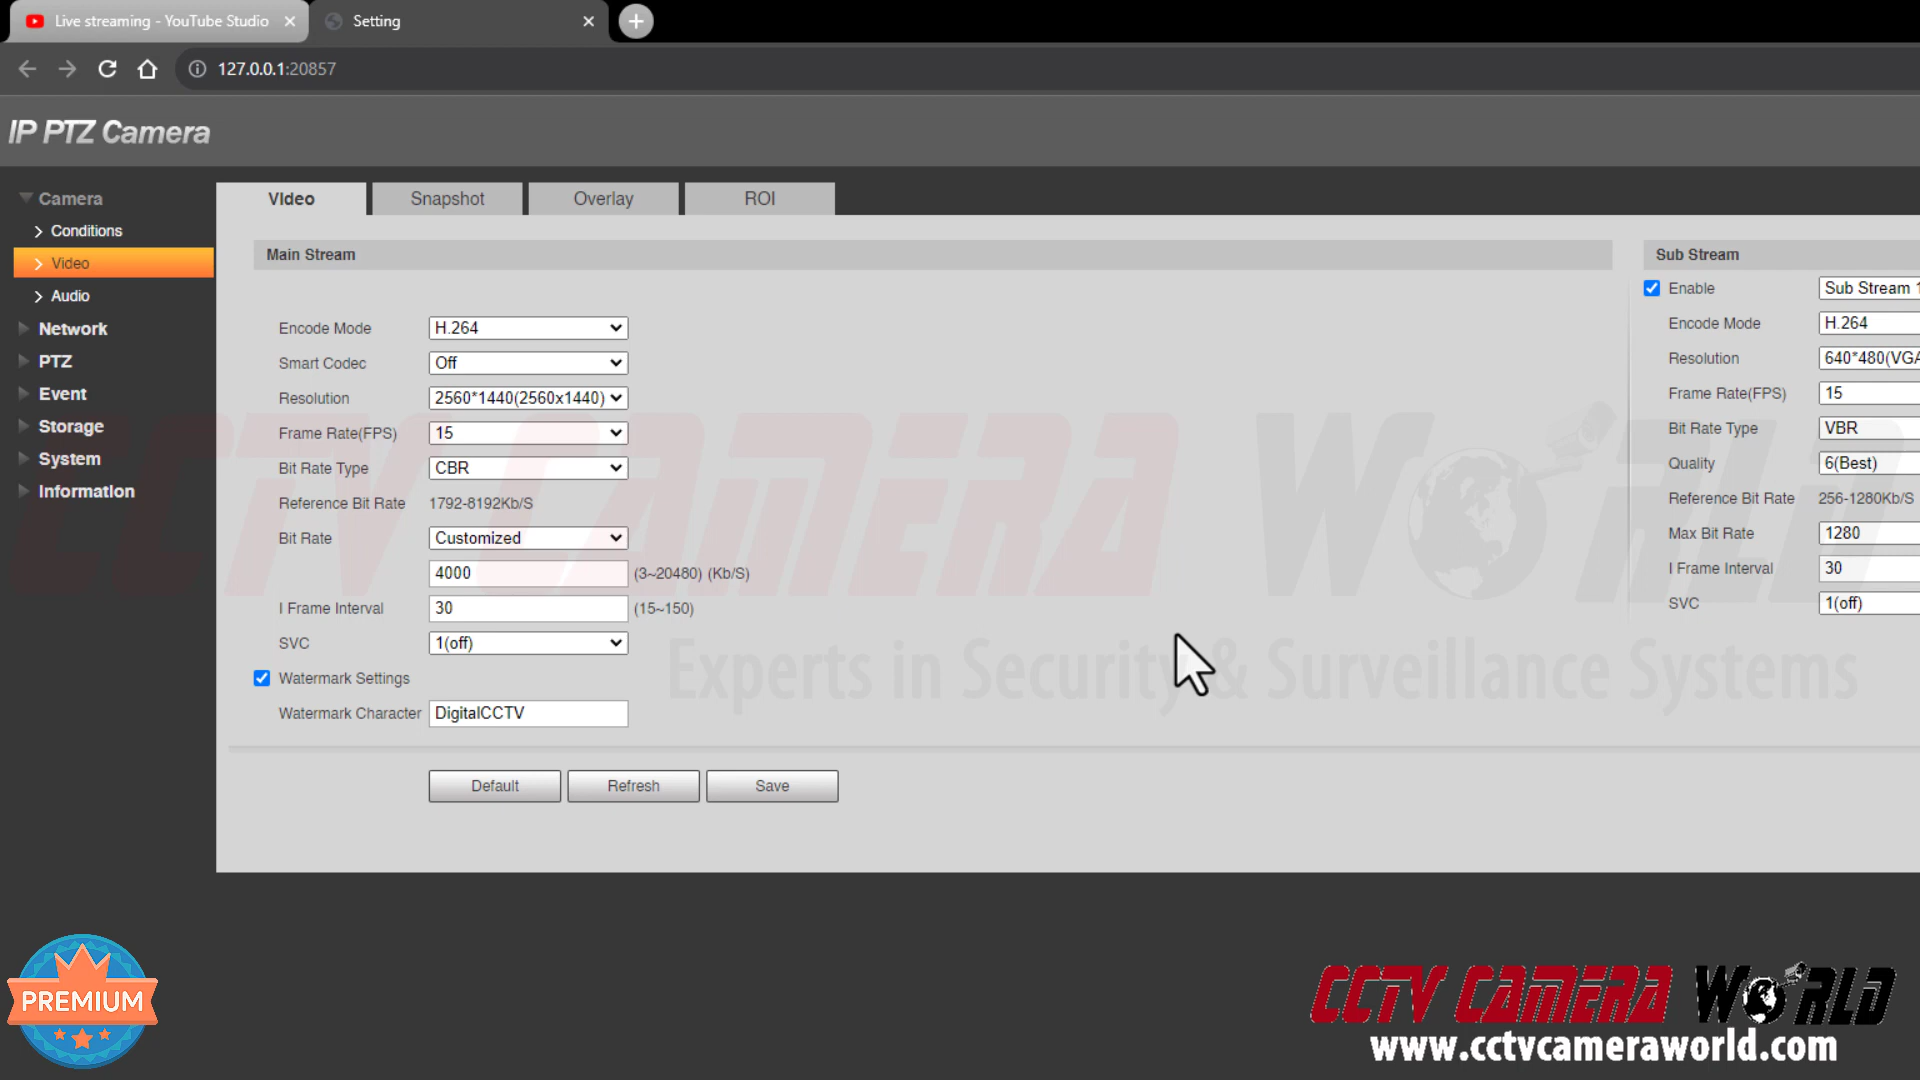 Live streaming - YouTube Studio
Setting
127.0.0.1:20857
IP PTZ Camera
Camera
Conditions
Video
Audio
Network
PTZ
Event
Storage
System
Information
Video Snapshot Overlay ROI
Main Stream
Encode Mode H.264
Smart Codec Off
Resolution 2560*1440(2560x1440)
Frame Rate(FPS) 15
Bit Rate Type CBR
Reference Bit Rate 1792-8192Kb/S
Bit Rate Customized
4000 (3~20480) (Kb/S)
I Frame Interval 30 (15~150)
SVC 1(off)
Watermark Settings
Watermark Character DigitalCCTV
Default Refresh Save
Sub Stream
Enable Sub Stream 1
Encode Mode H.264
Resolution 640*480(VGA
Frame Rate(FPS) 15
Bit Rate Type VBR
Quality 6(Best)
Reference Bit Rate 256-1280Kb/S
Max Bit Rate 1280
I Frame Interval 30
SVC 1(off)
CCTV CAMERA WORLD
Experts in Security & Surveillance Systems
PREMIUM
CCTV CAMERA WORLD
www.cctvcameraworld.com